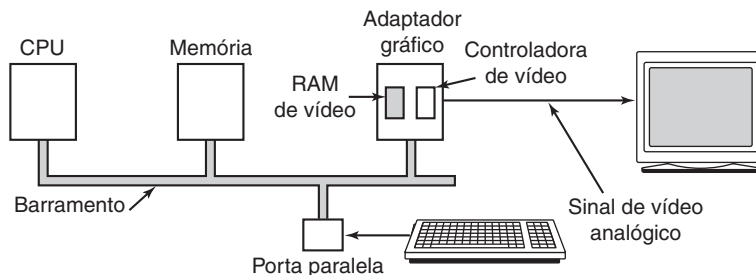 CPU
Memória
Adaptador
gráfico
RAM
de vídeo
Controladora
de vídeo
Barramento
Porta paralela
Sinal de vídeo
analógico